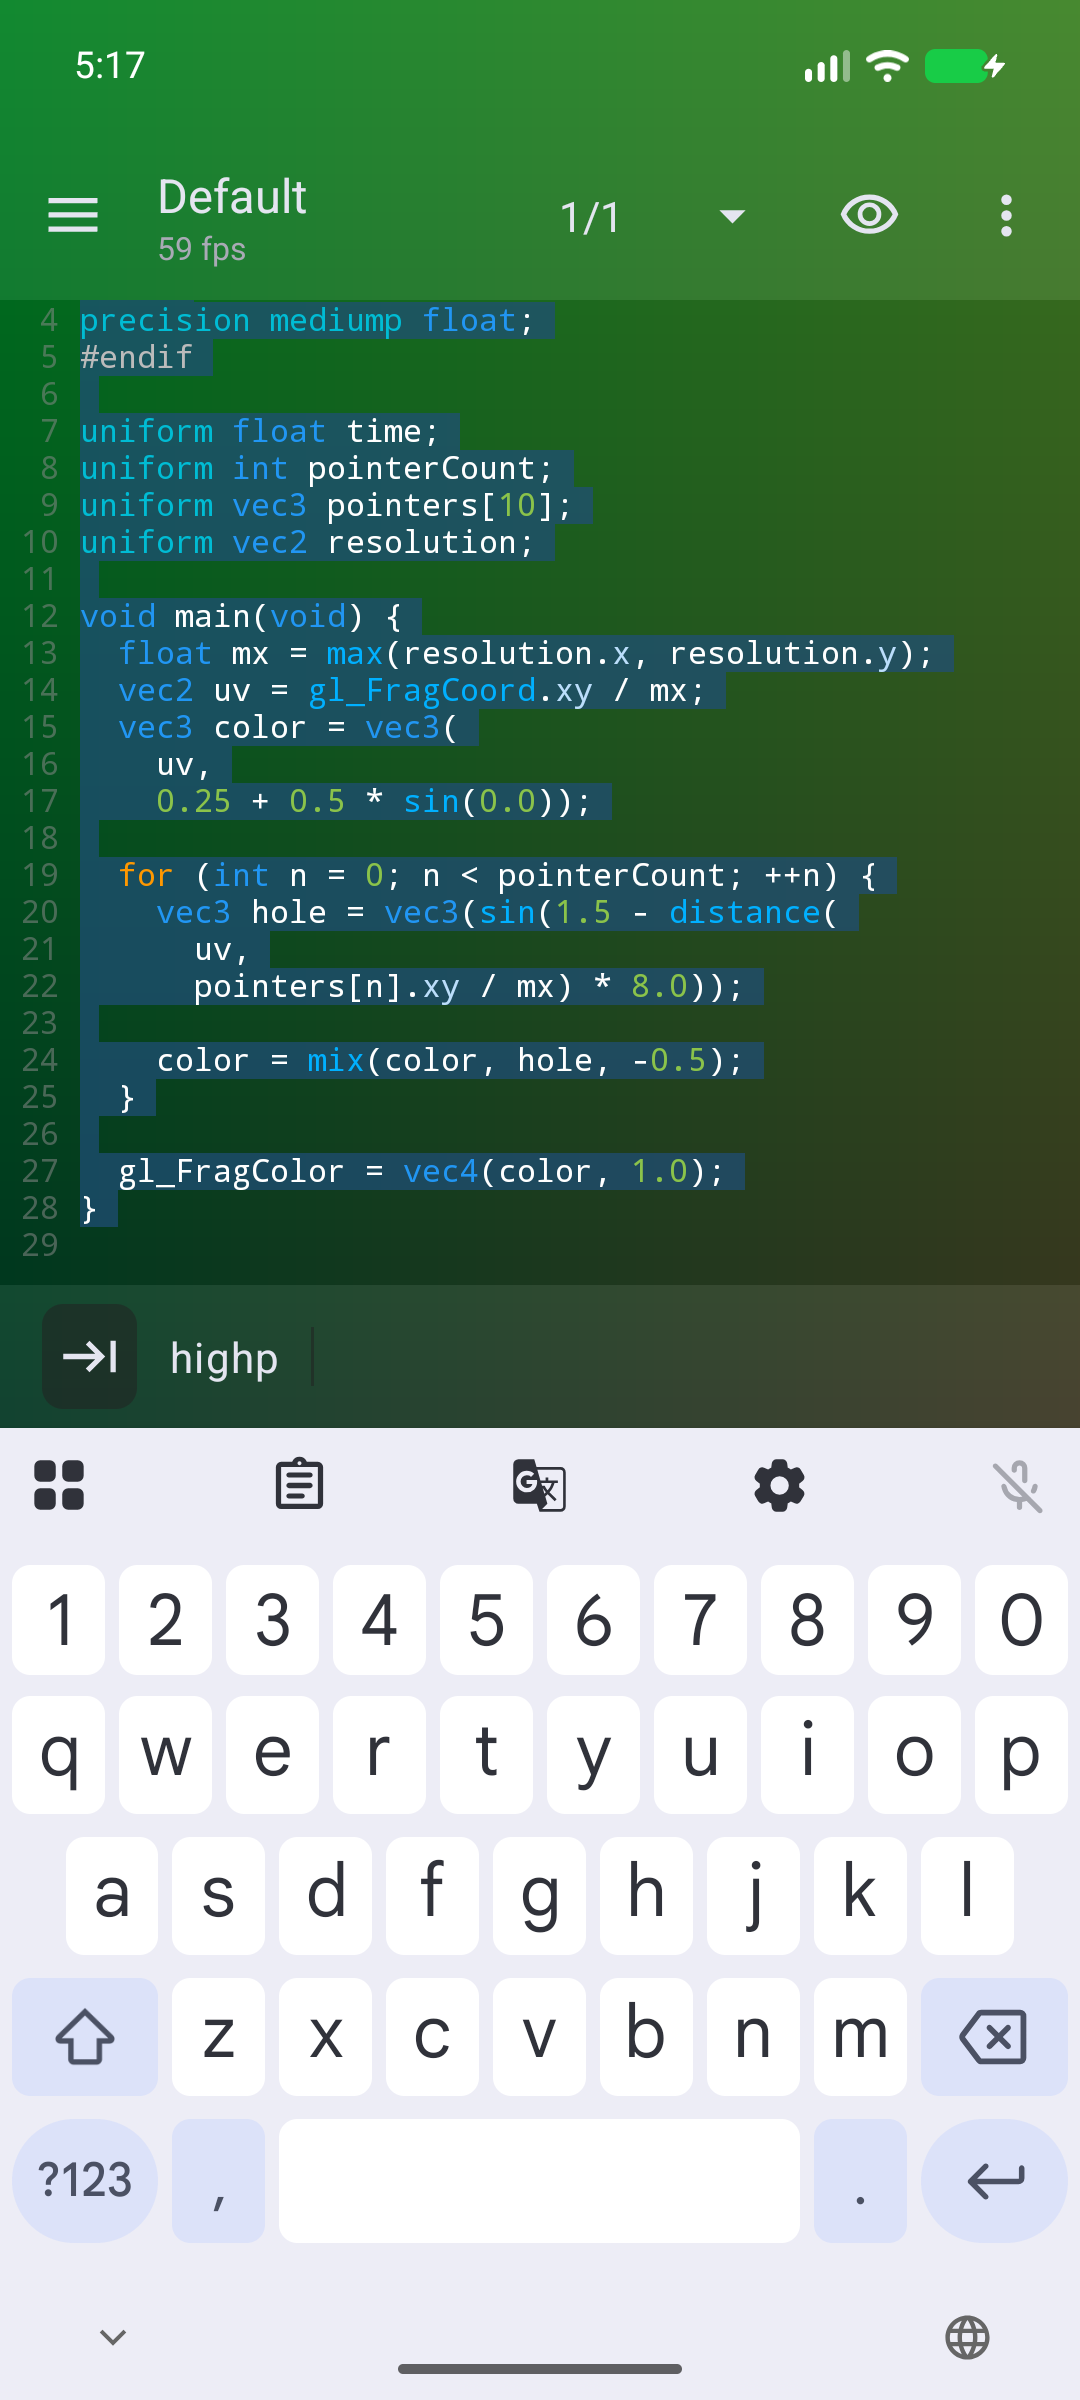 5:17
Default
59 fps
1/1
4 precision mediump float;
5 #endif
6
7 uniform float time;
8 uniform int pointerCount;
9 uniform vec3 pointers[10];
10 uniform vec2 resolution;
11
12 void main(void) {
13   float mx = max(resolution.x, resolution.y);
14   vec2 uv = gl_FragCoord.xy / mx;
15   vec3 color = vec3(
16     uv,
17     0.25 + 0.5 * sin(0.0));
18
19   for (int n = 0; n < pointerCount; ++n) {
20     vec3 hole = vec3(sin(1.5 - distance(
21       uv,
22       pointers[n].xy / mx) * 8.0));
23
24     color = mix(color, hole, -0.5);
25   }
26
27   gl_FragColor = vec4(color, 1.0);
28 }
29
highp
1 2 3 4 5 6 7 8 9 0
q w e r t y u i o p
a s d f g h j k l
z x c v b n m
?123 , .